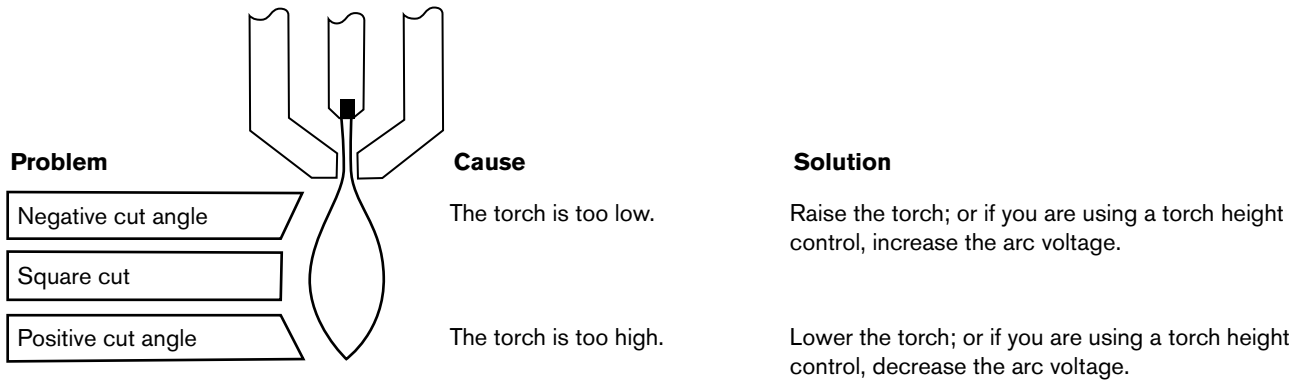 Problem
Cause
Solution
Negative cut angle
The torch is too low.
Raise the torch; or if you are using a torch height
control, increase the arc voltage.
Square cut
Positive cut angle
The torch is too high.
Lower the torch; or if you are using a torch height
control, decrease the arc voltage.